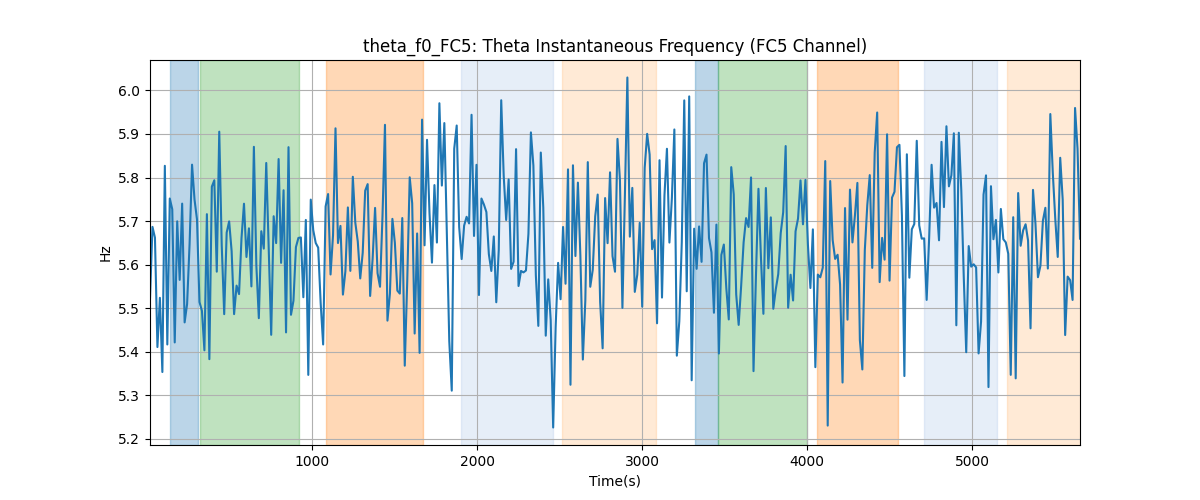 theta_f0_FC5: Theta Instantaneous Frequency (FC5 Channel)
6.0
5.9
5.8
5.7
5.6
5.5
5.4
5.3
5.2
Hz
1000 2000 3000 4000 5000
Time(s)